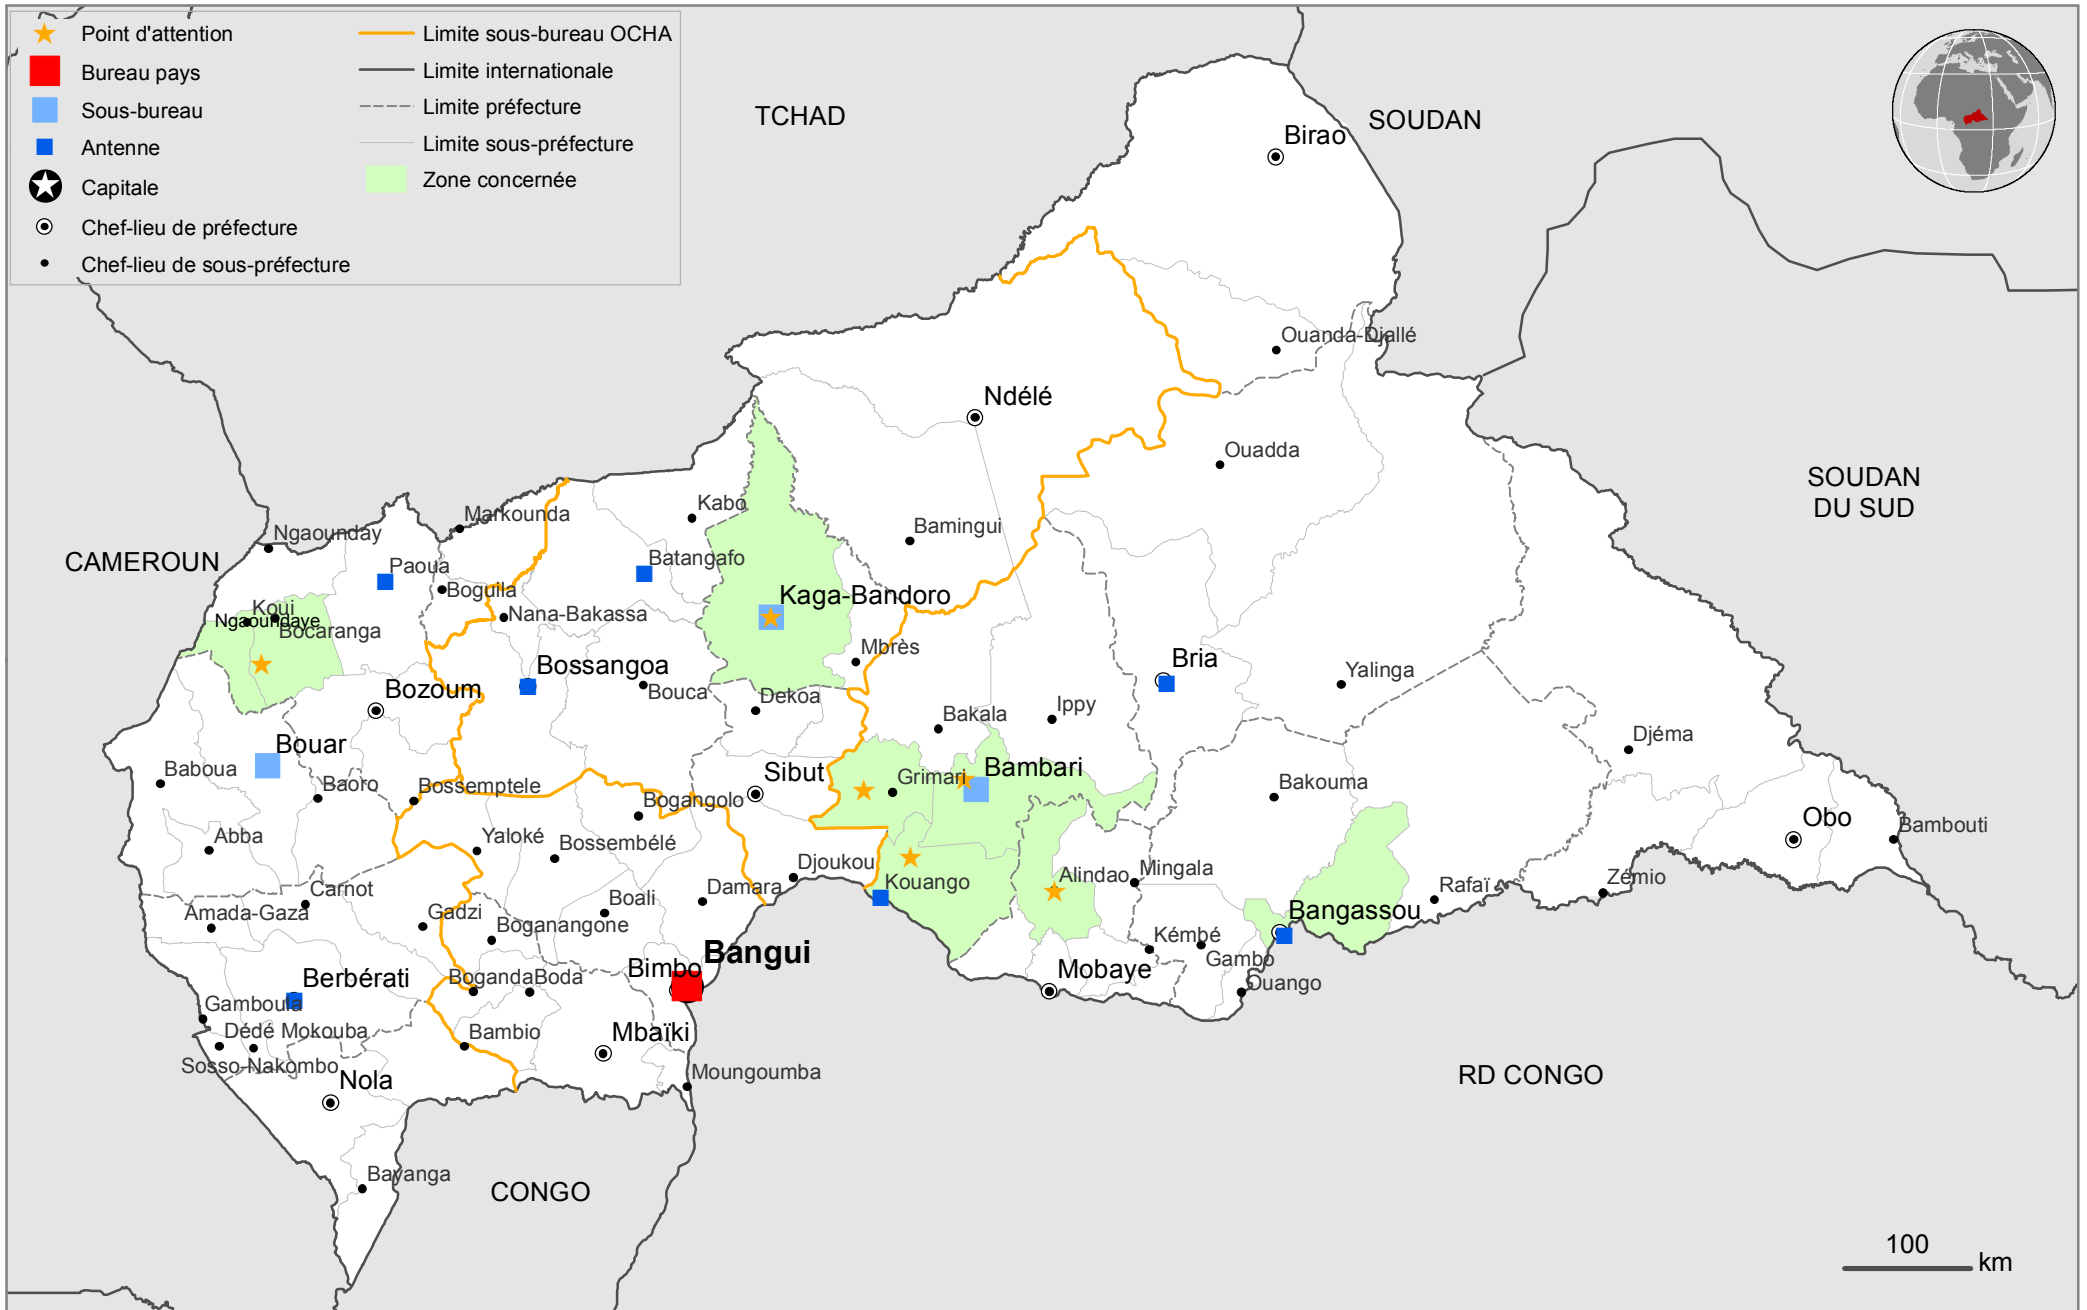 Point d'attention
Bureau pays
Sous-bureau
Antenne
Capitale
Chef-lieu de préfecture
Chef-lieu de sous-préfecture
Limite sous-bureau OCHA
Limite internationale
Limite préfecture
Limite sous-préfecture
Zone concernée
TCHAD
SOUDAN
Birao
Ouanda-Djallé
Ndélé
Ouadda
SOUDAN
DU SUD
Kabo
Markounda
Bamingui
Ngaounday
CAMEROUN
Batangafo
Paoua
Boguila
Kaga-Bandoro
Koui
Ngaoundaye
Bocaranga
Nana-Bakassa
Mbrès
Bossangoa
Bria
Yalinga
Bozoum
Bouca
Dekoa
Ippy
Bakala
Djéma
Bouar
Baboua
Baoro
Bossemptele
Sibut
Grimari
Bambari
Bakouma
Bogangolo
Obo
Bambouti
Abba
Yaloké
Bossembélé
Djoukou
Kouango
Alindao
Mingala
Zémio
Rafaï
Carnot
Damara
Boali
Amada-Gaza
Gadzi
Boganangone
Bangassou
Kémbé
Gambo
Bangui
Bimbo
Mobaye
Ouango
Berbérati
Boganda
Boda
Gamboula
Dédé Mokouba
Bambio
Mbaïki
Sosso-Nakombo
Nola
Moungoumba
RD CONGO
Bayanga
CONGO
100
km